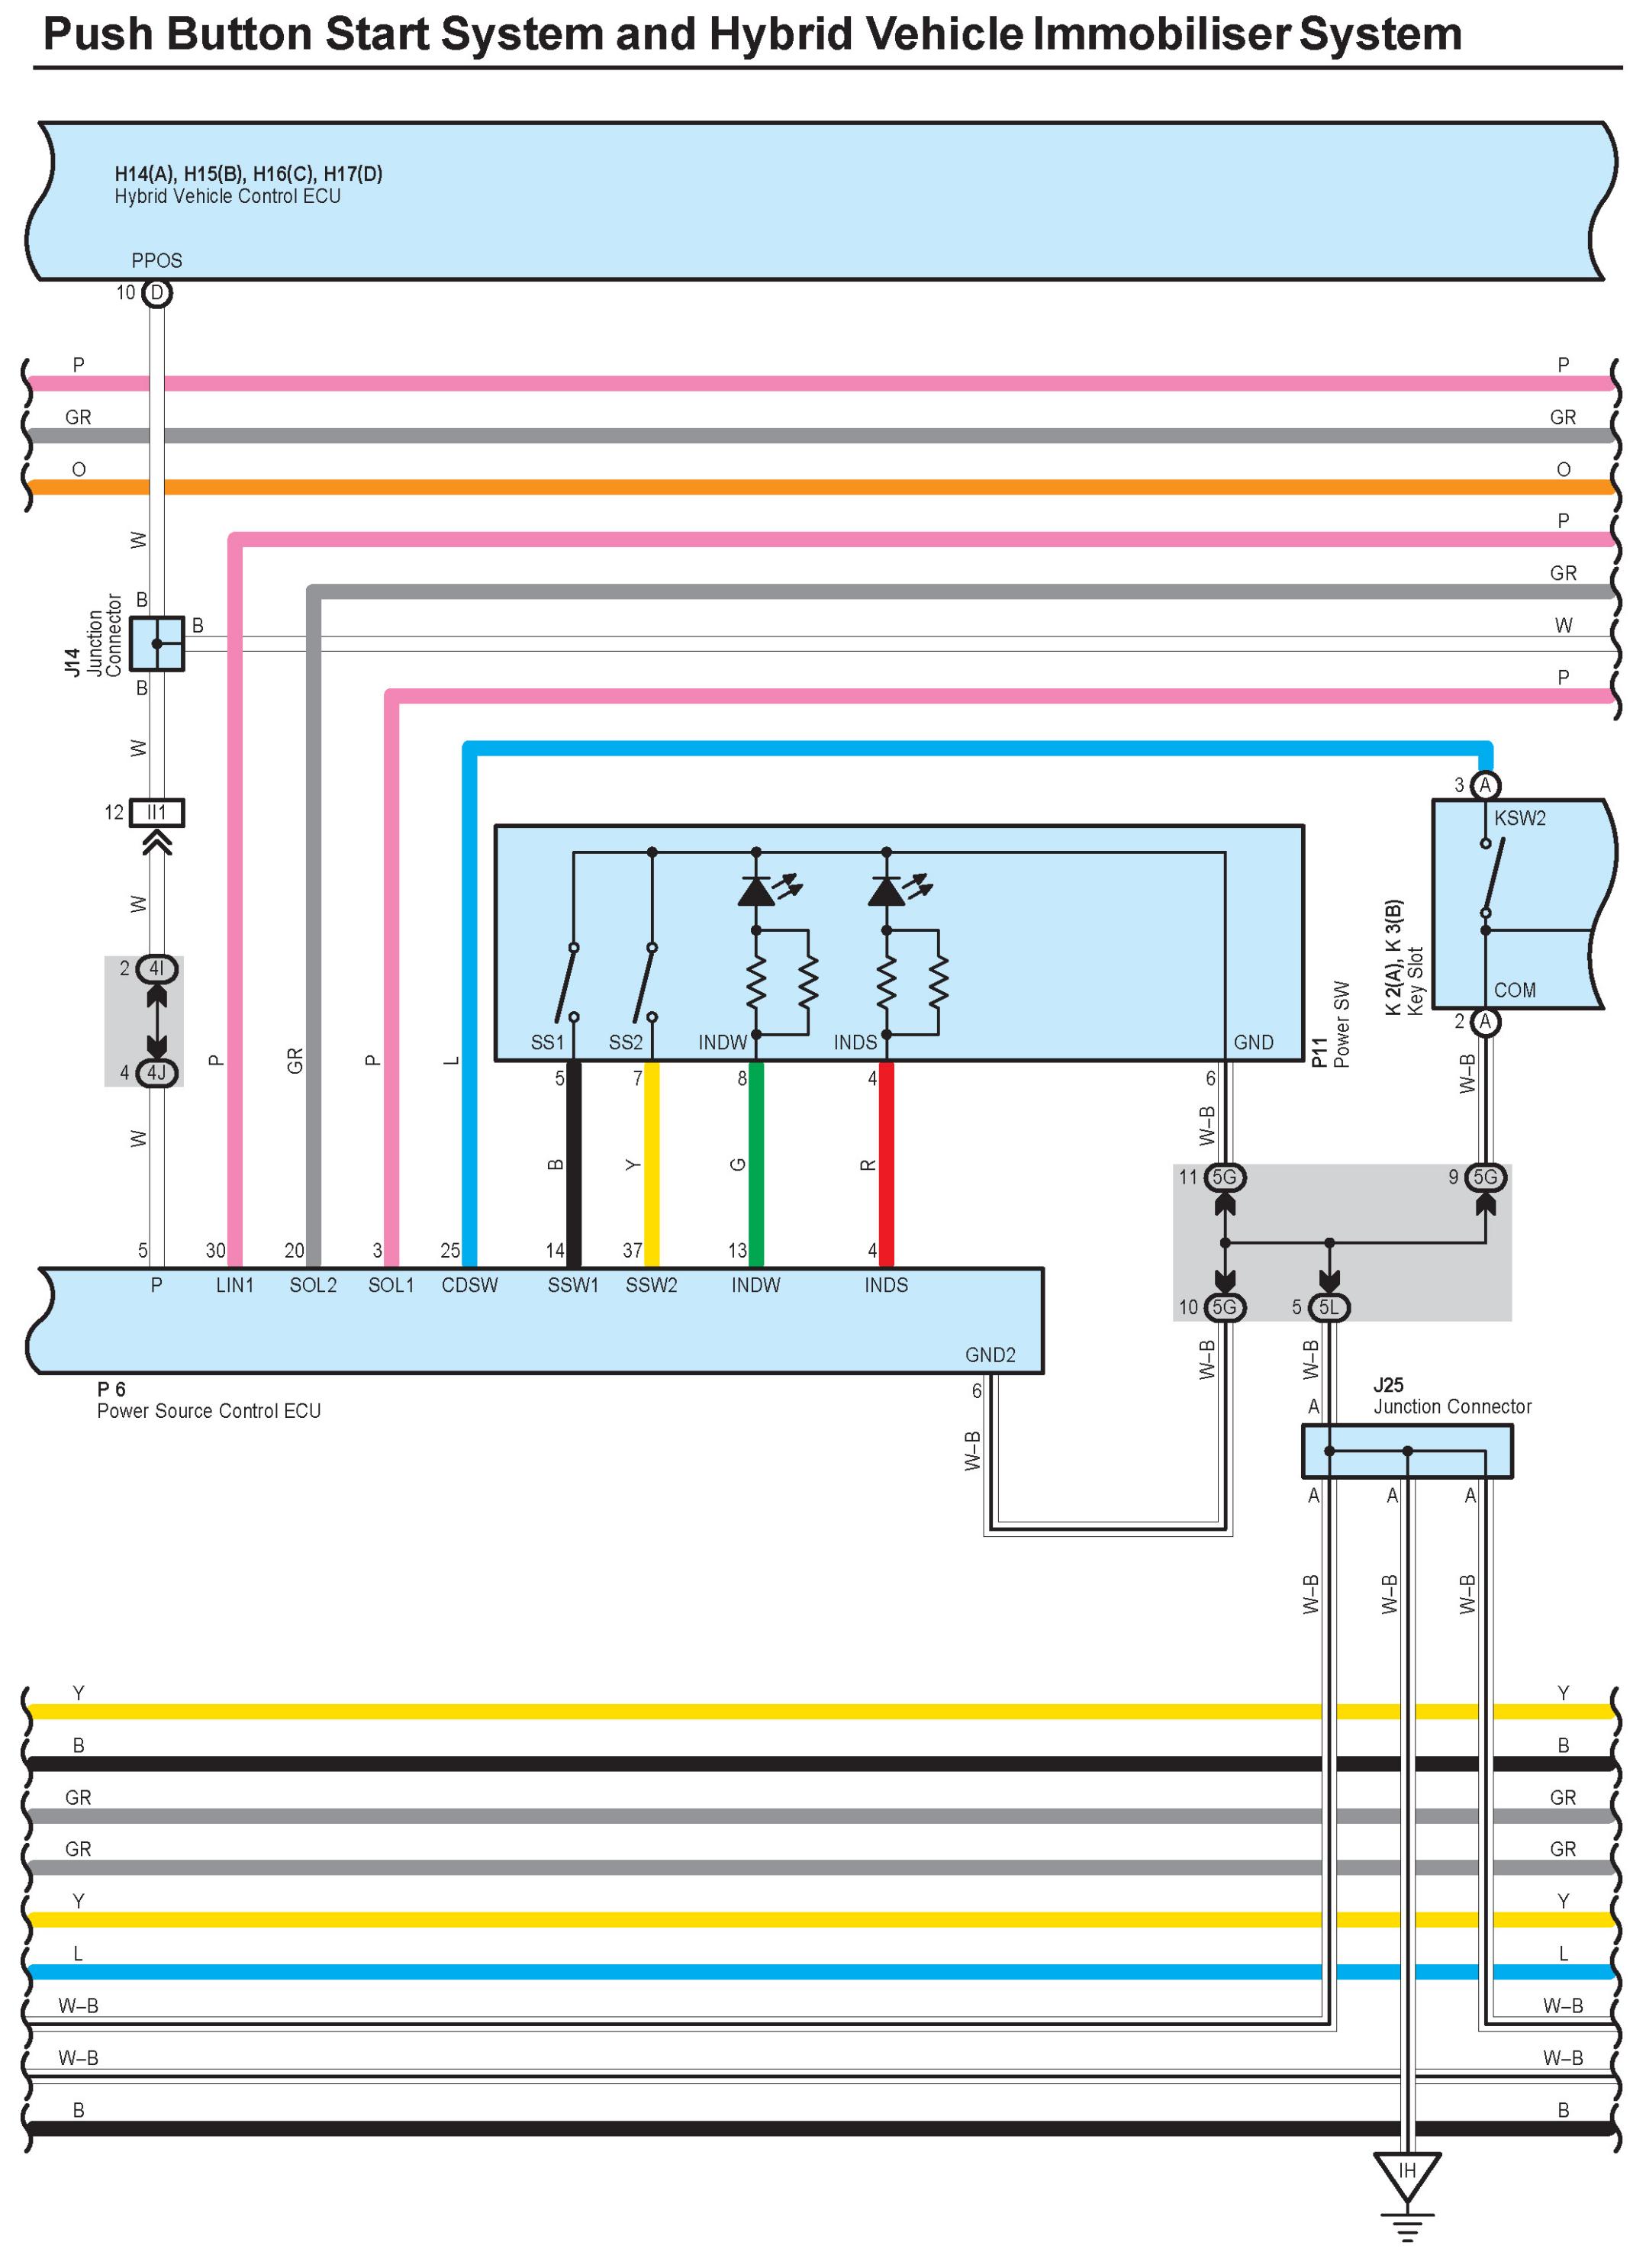 Push Button Start System and Hybrid Vehicle Immobiliser System
H14(A), H15(B), H16(C), H17(D)
Hybrid Vehicle Control ECU
PPOS
10 D
P P
GR GR
O O
W P
GR
B
B W
J14
Junction
Connector
B P
W
3 A
12 II1
KSW2
W
K 2(A), K 3(B)
Key Slot
2 4I
COM
2 A
SS1 SS2 INDW INDS GND
P11
Power SW
4 4J
P GR P L
5 7 8 4 6
W–B W–B
W B Y G R
11 5G 9 5G
5 30 20 3 25 14 37 13 4
P LIN1 SOL2 SOL1 CDSW SSW1 SSW2 INDW INDS
10 5G 5 5L
GND2
W–B W–B
P 6
Power Source Control ECU
6
J25
Junction Connector
A
W–B
A A A
W–B W–B W–B
Y Y
B B
GR GR
GR GR
Y Y
L L
W–B W–B
W–B W–B
B B
IH